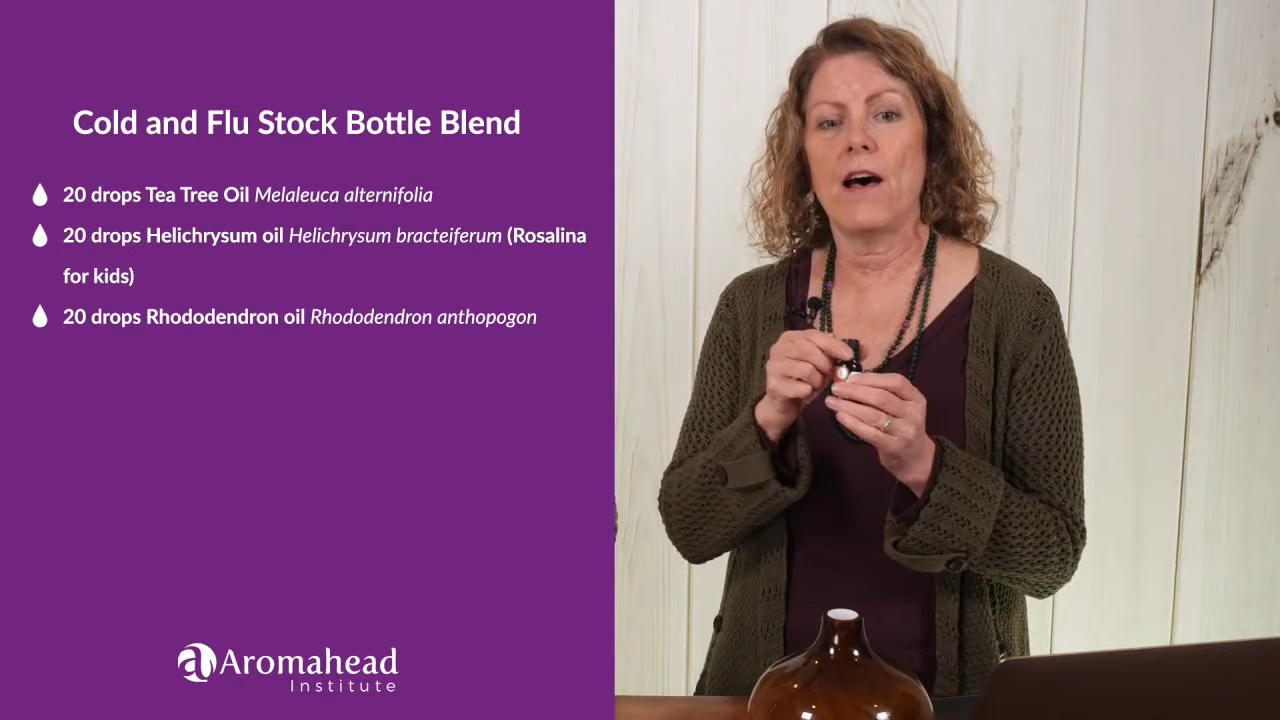 Cold and Flu Stock Bottle Blend
20 drops Tea Tree Oil Melaleuca alternifolia
20 drops Helichrysum oil Helichrysum bracteiferum (Rosalina
for kids)
20 drops Rhododendron oil Rhododendron anthopogon
Aromahead
Institute